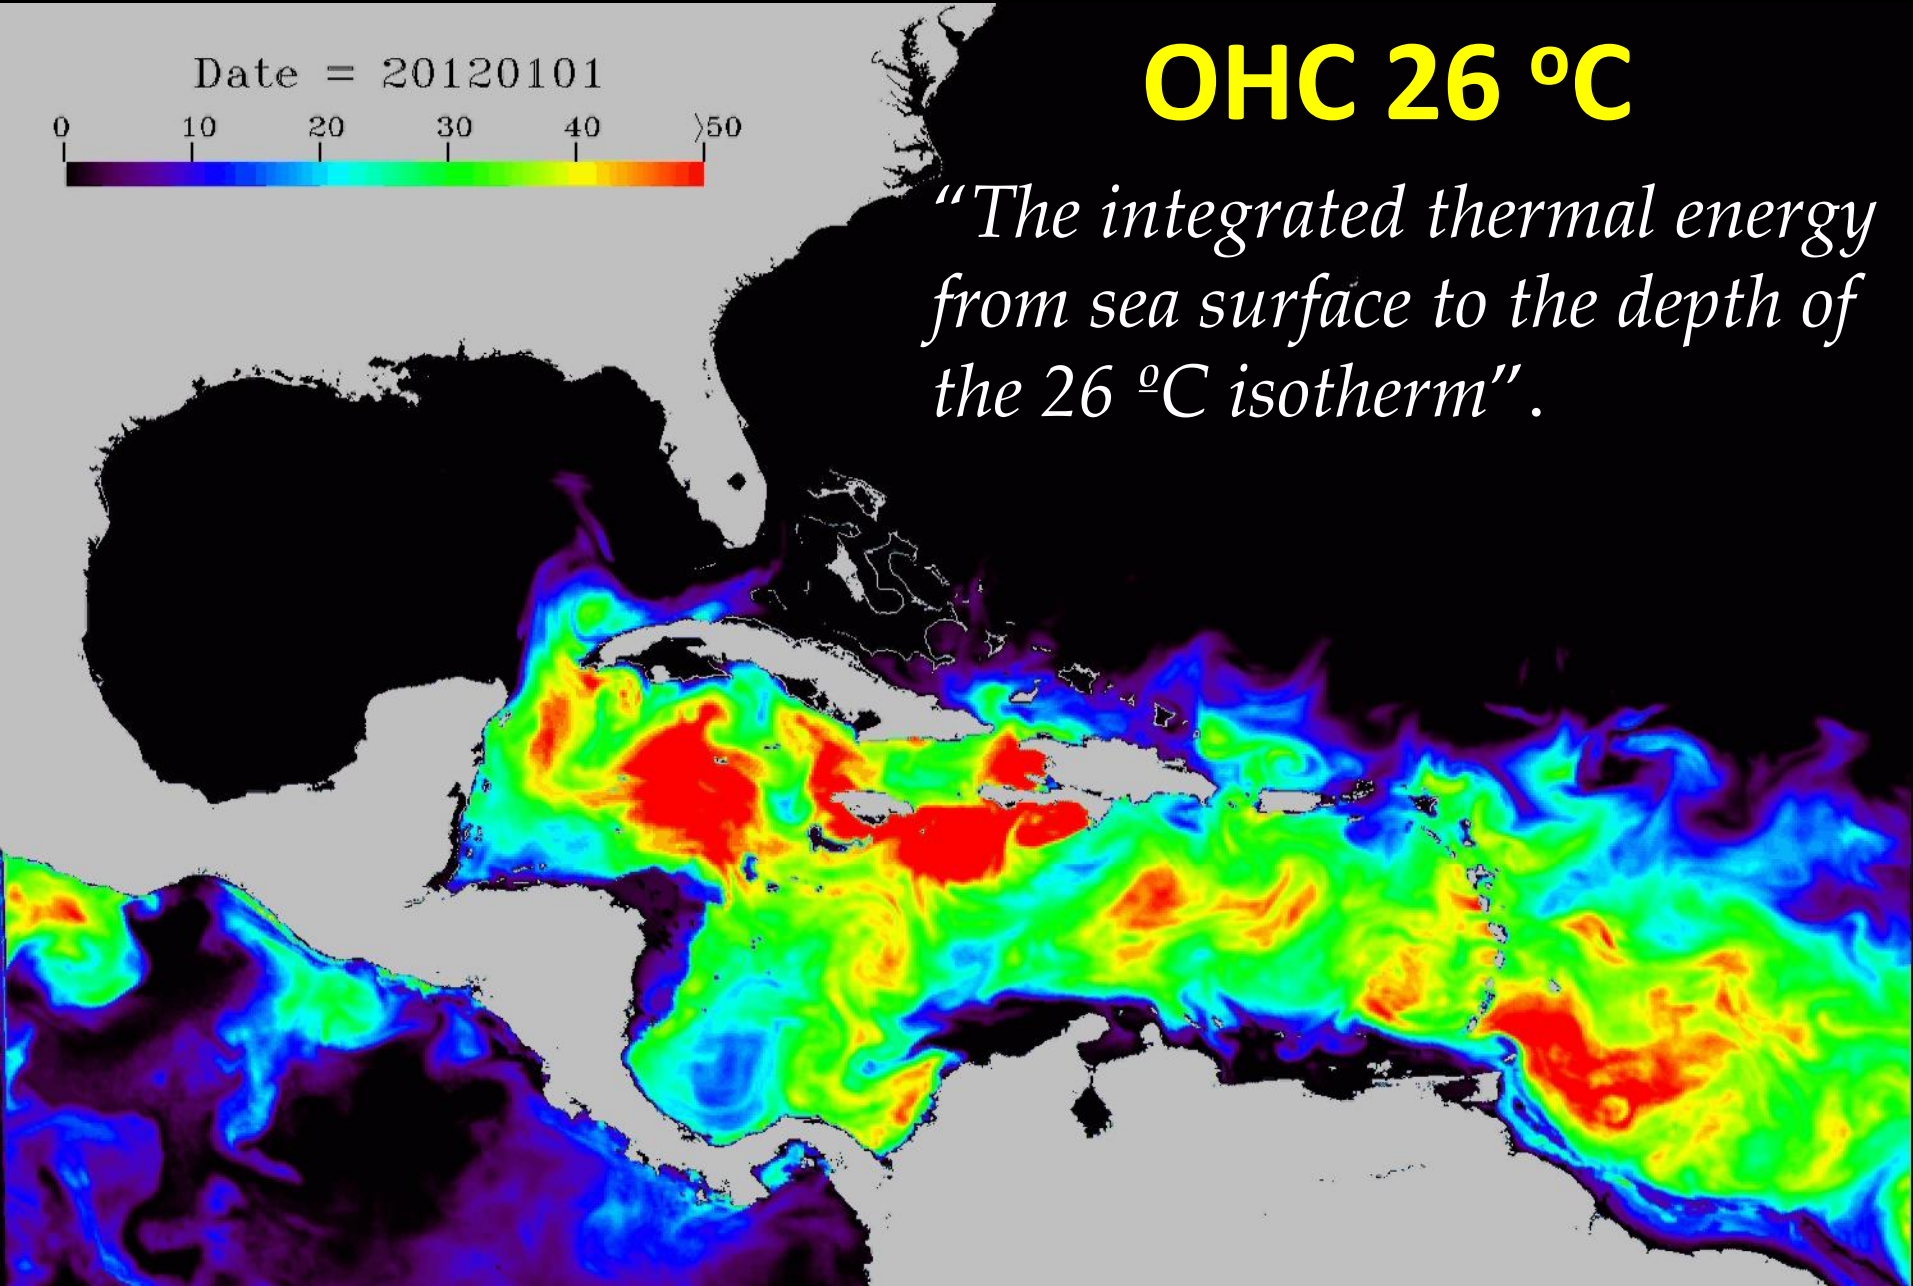 Date = 20120101
0 10 20 30 40 >50
OHC 26 ºC
“The integrated thermal energy
from sea surface to the depth of
the 26 ºC isotherm”.